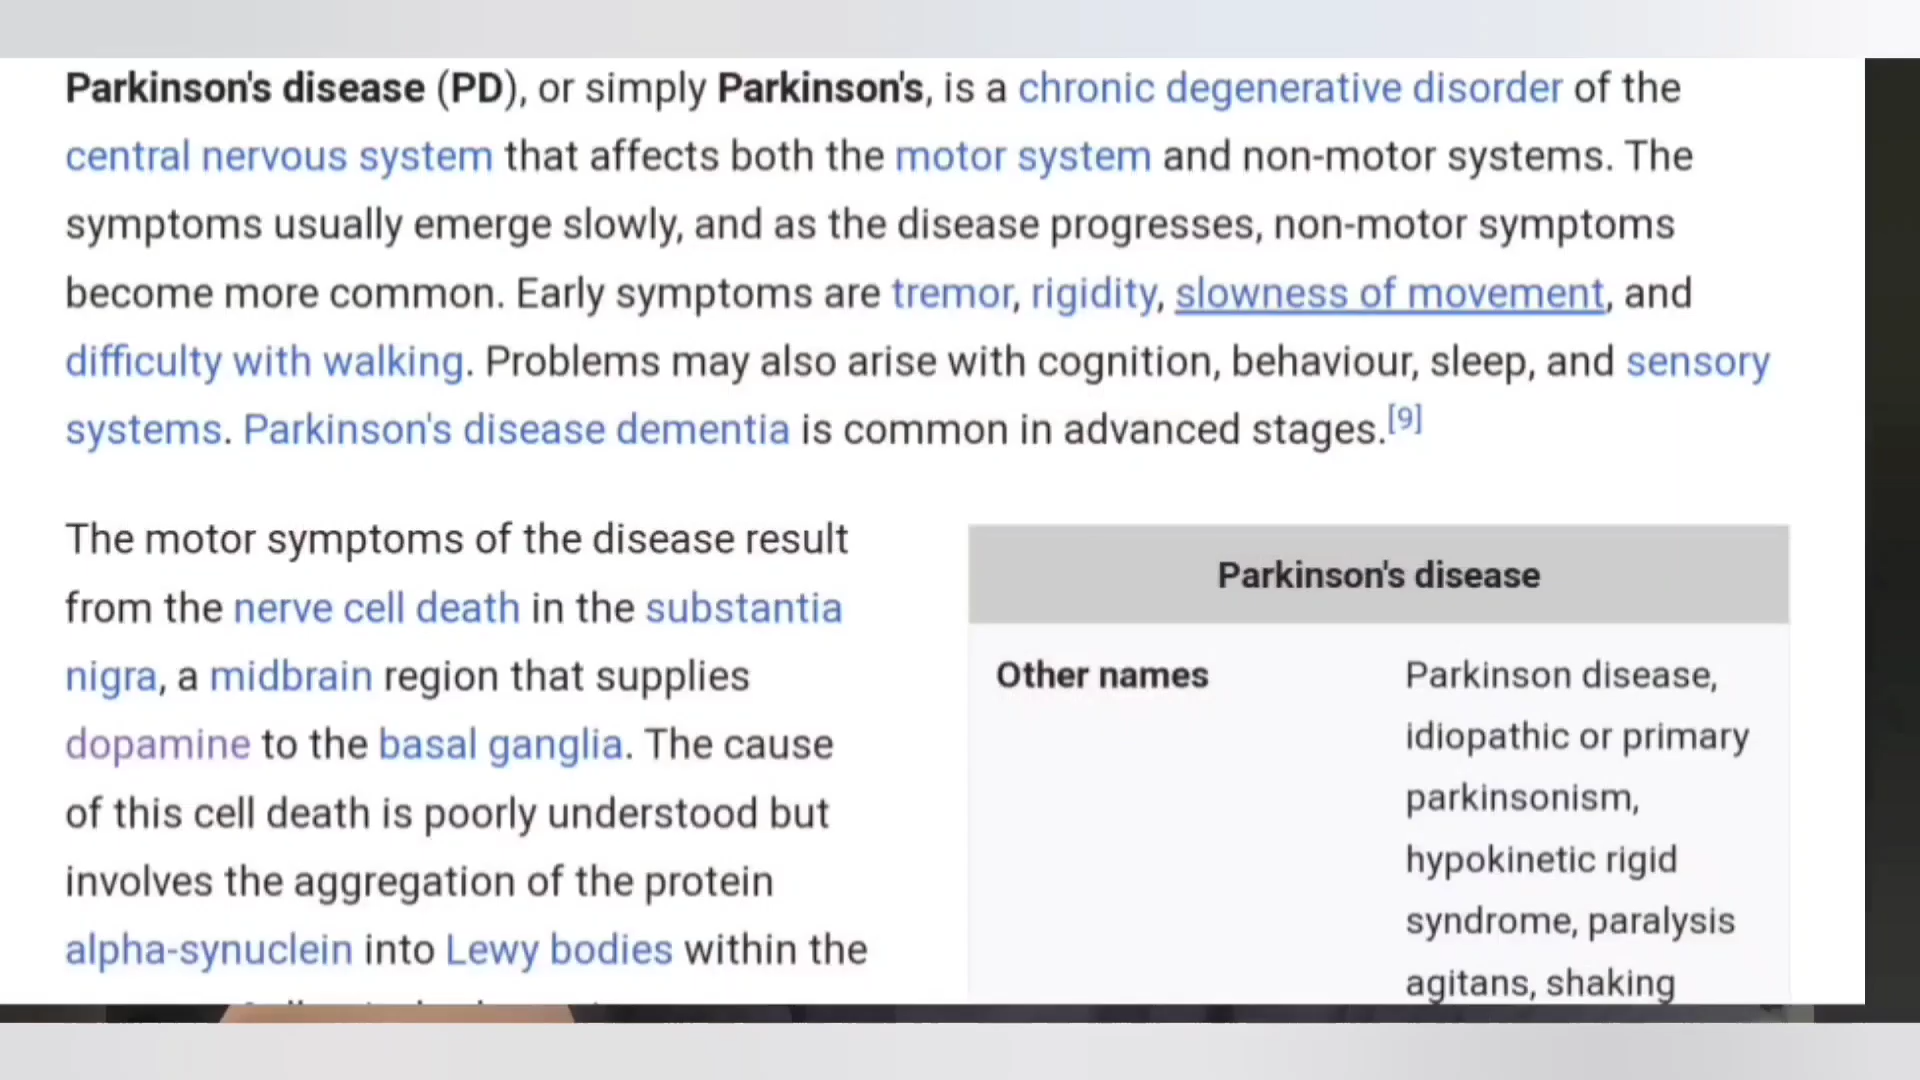 Parkinson's disease (PD), or simply Parkinson's, is a chronic degenerative disorder of the
central nervous system that affects both the motor system and non-motor systems. The
symptoms usually emerge slowly, and as the disease progresses, non-motor symptoms
become more common. Early symptoms are tremor, rigidity, slowness of movement, and
difficulty with walking. Problems may also arise with cognition, behaviour, sleep, and sensory
systems. Parkinson's disease dementia is common in advanced stages.[9]
The motor symptoms of the disease result
from the nerve cell death in the substantia
nigra, a midbrain region that supplies
dopamine to the basal ganglia. The cause
of this cell death is poorly understood but
involves the aggregation of the protein
alpha-synuclein into Lewy bodies within the
Parkinson's disease
Other names
Parkinson disease,
idiopathic or primary
parkinsonism,
hypokinetic rigid
syndrome, paralysis
agitans, shaking